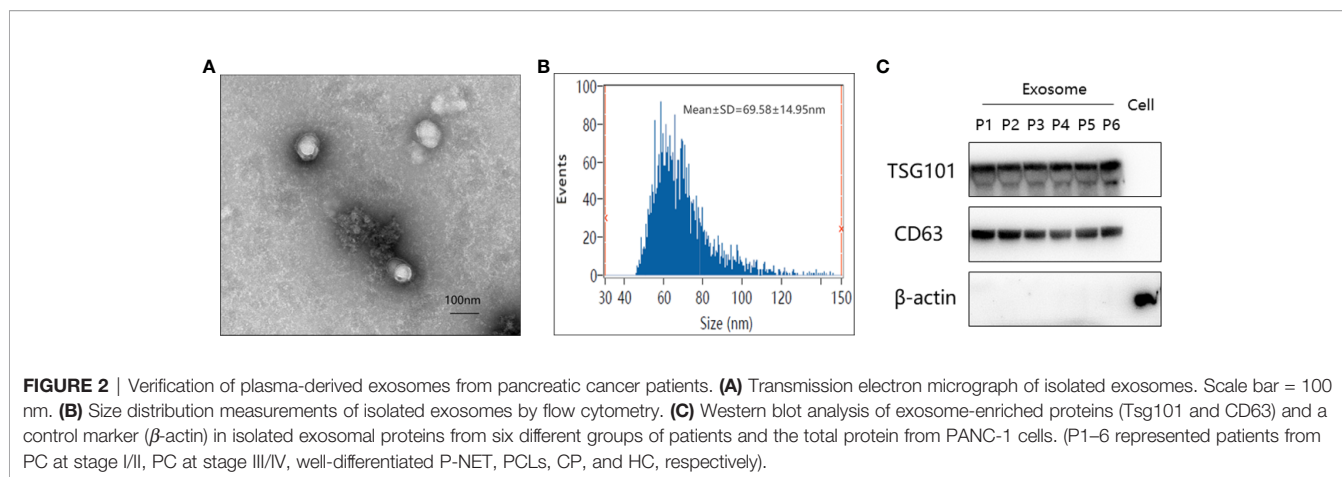 A
100nm
B
Mean±SD=69.58±14.95nm
Events
100
80
60
40
20
0
30 40 60 80 100 120 150
Size (nm)
C
Exosome
Cell
P1 P2 P3 P4 P5 P6
TSG101
CD63
β-actin
FIGURE 2 | Verification of plasma-derived exosomes from pancreatic cancer patients. (A) Transmission electron micrograph of isolated exosomes. Scale bar = 100
nm. (B) Size distribution measurements of isolated exosomes by flow cytometry. (C) Western blot analysis of exosome-enriched proteins (Tsg101 and CD63) and a
control marker (β-actin) in isolated exosomal proteins from six different groups of patients and the total protein from PANC-1 cells. (P1–6 represented patients from
PC at stage I/II, PC at stage III/IV, well-differentiated P-NET, PCLs, CP, and HC, respectively).